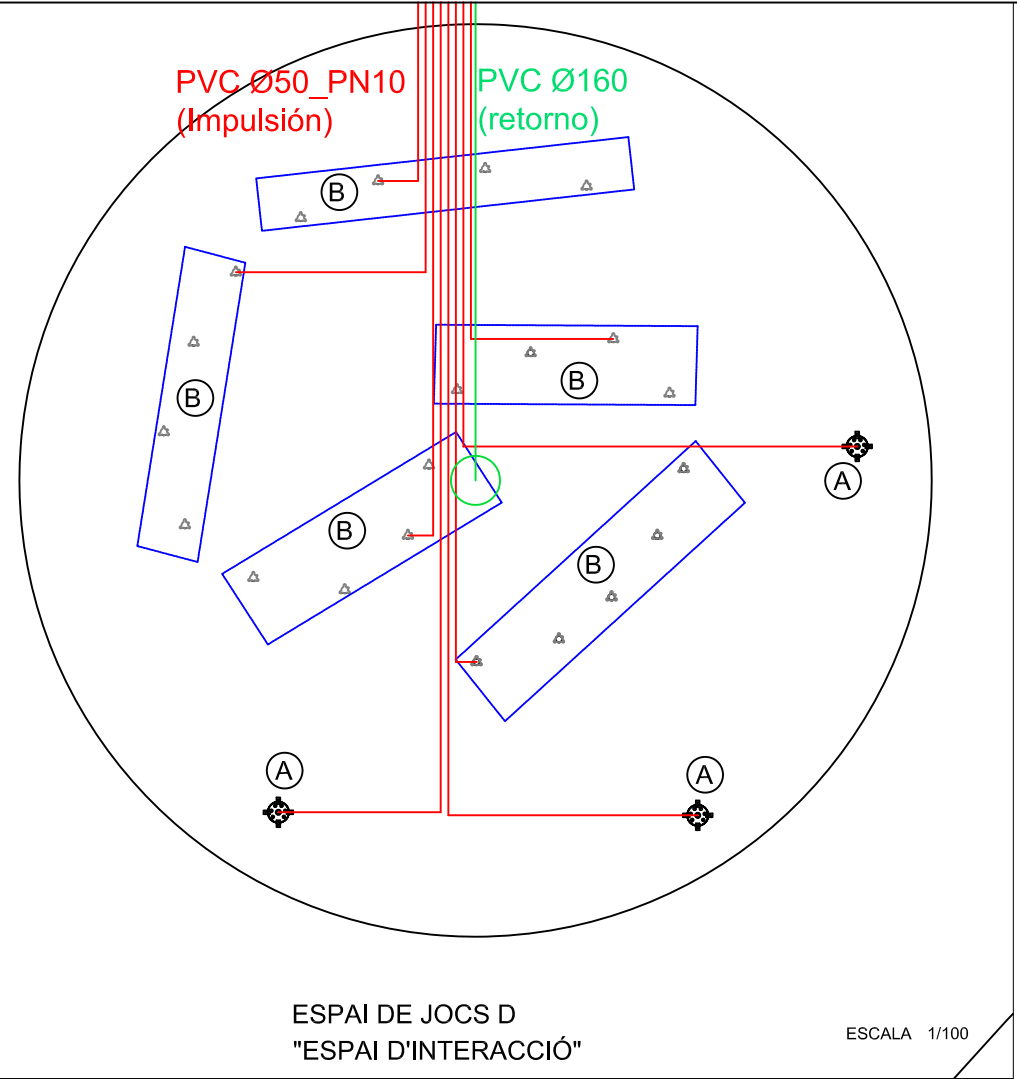 PVC Ø50_PN10
(Impulsión)
PVC Ø160
(retorno)
B
B
B
A
B
B
A
A
ESPAI DE JOCS D
"ESPAI D'INTERACCIÓ"
ESCALA 1/100